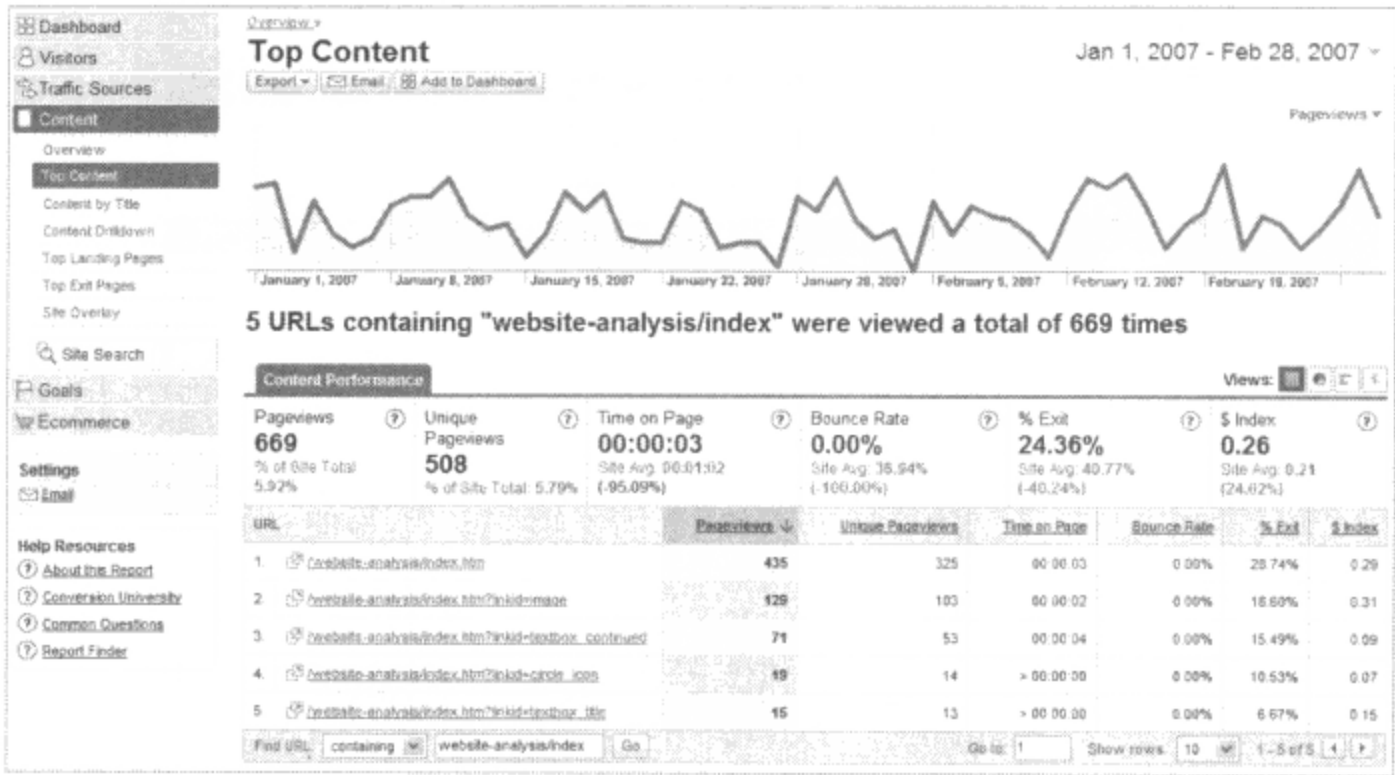 Dashboard
Visitors
Traffic Sources
Content
Overview
Top Content
Content by Title
Content Drilldown
Top Landing Pages
Top Exit Pages
Site Overlay
Site Search
Goals
Ecommerce
Settings
Email
Help Resources
About this Report
Conversion University
Common Questions
Report Finder
Overview »
Top Content
Jan 1, 2007 - Feb 28, 2007
Export Email Add to Dashboard
Pageviews
January 1, 2007 January 8, 2007 January 15, 2007 January 22, 2007 January 29, 2007 February 5, 2007 February 12, 2007 February 19, 2007
5 URLs containing "website-analysis/index" were viewed a total of 669 times
Content Performance
Views:
Pageviews
669
% of Site Total
5.92%
Unique
Pageviews
508
% of Site Total: 5.79%
Time on Page
00:00:03
Site Avg: 00:01:02
(-95.09%)
Bounce Rate
0.00%
Site Avg: 36.94%
(-100.00%)
% Exit
24.36%
Site Avg: 40.77%
(-40.24%)
$ Index
0.26
Site Avg: 0.21
(24.62%)
URL Pageviews ↓ Unique Pageviews Time on Page Bounce Rate % Exit $ Index
1. /website-analysis/index.htm 435 325 00:00:03 0.00% 28.74% 0.29
2. /website-analysis/index.htm?linkid=image 129 103 00:00:02 0.00% 18.60% 0.31
3. /website-analysis/index.htm?linkid=textbox_continued 71 53 00:00:04 0.00% 15.49% 0.09
4. /website-analysis/index.htm?linkid=circle_icon 19 14 > 00:00:00 0.00% 10.53% 0.07
5. /website-analysis/index.htm?linkid=textbox_title 15 13 > 00:00:00 0.00% 6.67% 0.15
Find URL: containing website-analysis/index Go Go to: 1 Show rows: 10 1 - 5 of 5